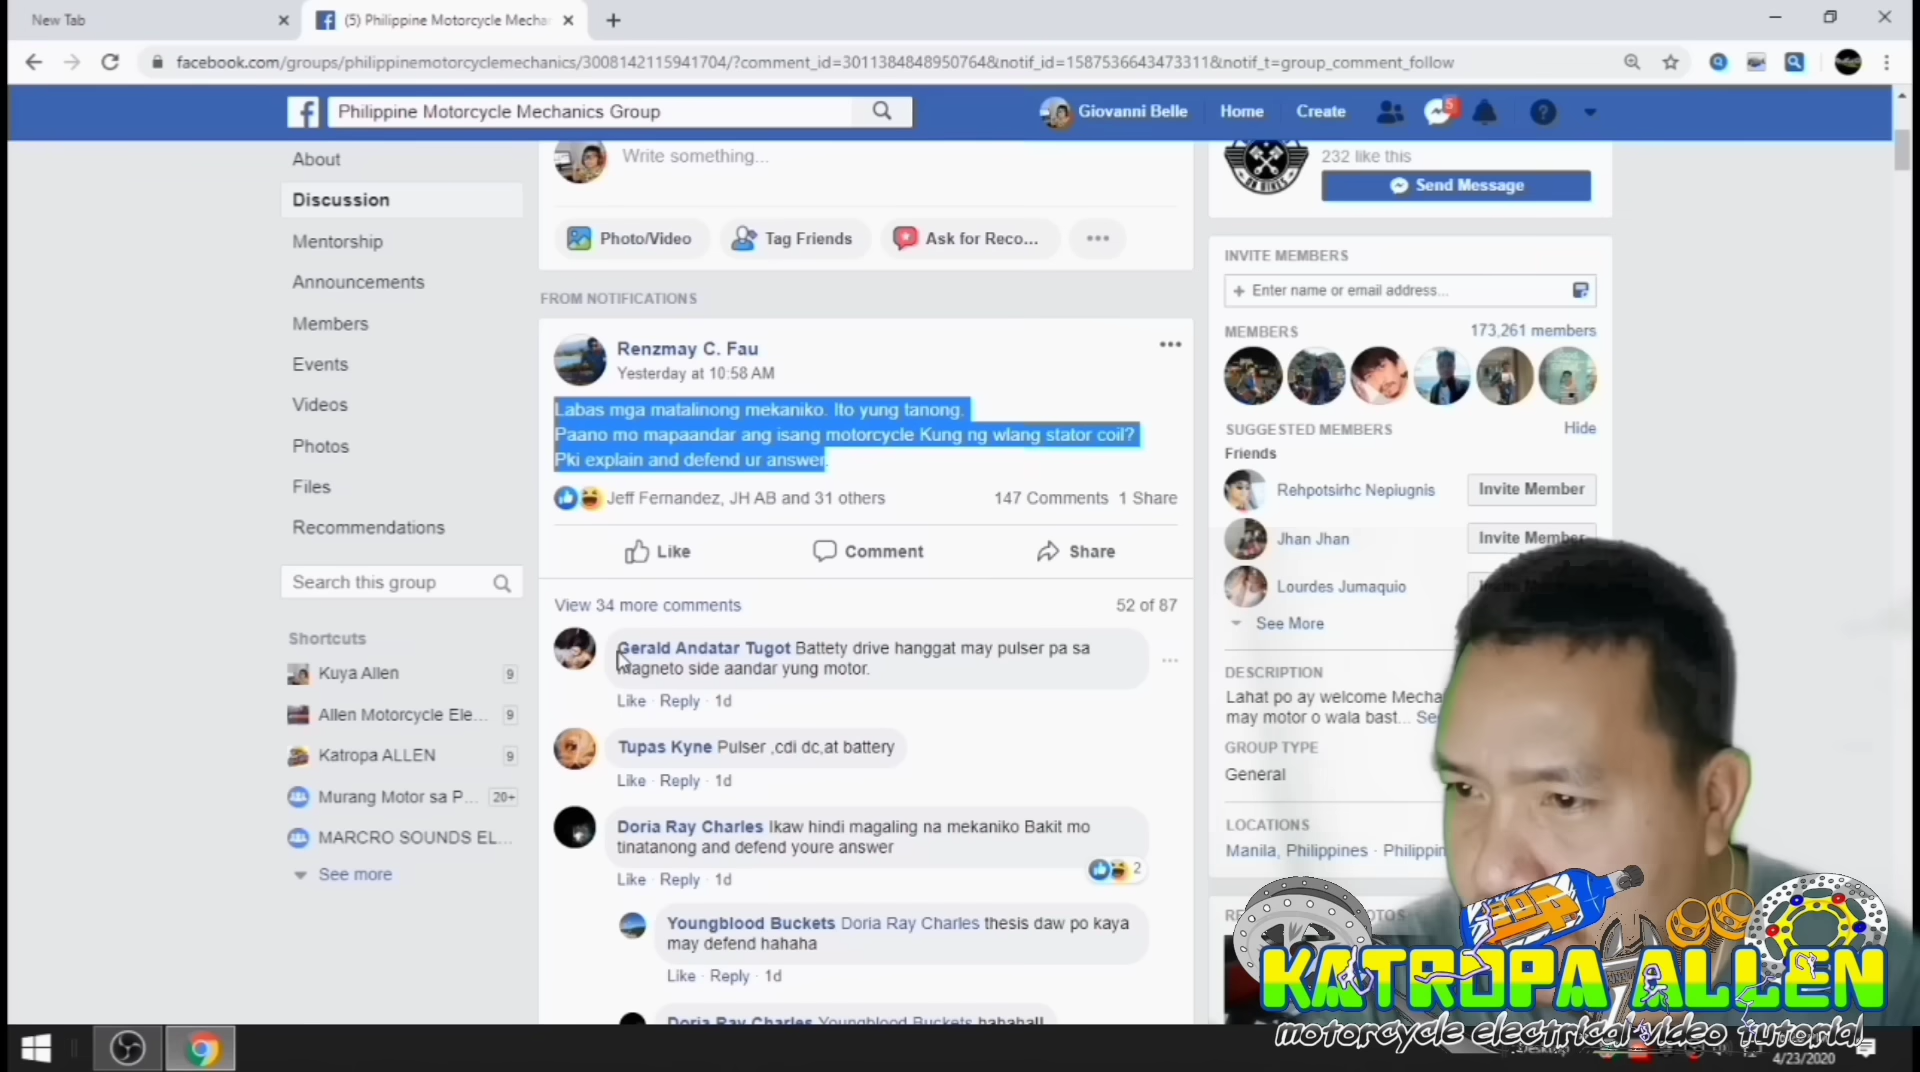 New Tab
(5) Philippine Motorcycle Mecha
facebook.com/groups/philippinemotorcyclemechanics/3008142115941704/?comment_id=3011384848950764&notif_id=1587536643473311&notif_t=group_comment_follow
Philippine Motorcycle Mechanics Group
Giovanni Belle
Home
Create
5
About
Discussion
Mentorship
Announcements
Members
Events
Videos
Photos
Files
Recommendations
Search this group
Shortcuts
Kuya Allen 9
Allen Motorcycle Ele... 9
Katropa ALLEN 9
Murang Motor sa P... 20+
MARCRO SOUNDS EL...
See more
Write something...
Photo/Video
Tag Friends
Ask for Reco...
FROM NOTIFICATIONS
Renzmay C. Fau
Yesterday at 10:58 AM
Labas mga matalinong mekaniko. Ito yung tanong.
Paano mo mapaandar ang isang motorcycle Kung ng wlang stator coil?
Pki explain and defend ur answer.
Jeff Fernandez, JH AB and 31 others
147 Comments 1 Share
Like
Comment
Share
View 34 more comments
52 of 87
Gerald Andatar Tugot Battety drive hanggat may pulser pa sa
magneto side aandar yung motor.
Like · Reply · 1d
Tupas Kyne Pulser ,cdi dc,at battery
Like · Reply · 1d
Doria Ray Charles Ikaw hindi magaling na mekaniko Bakit mo
tinatanong and defend youre answer
2
Like · Reply · 1d
Youngblood Buckets Doria Ray Charles thesis daw po kaya
may defend hahaha
Like · Reply · 1d
Doria Ray Charles Youngblood Buckets hahaha!!
232 like this
Send Message
INVITE MEMBERS
+ Enter name or email address...
MEMBERS
173,261 members
SUGGESTED MEMBERS
Hide
Friends
Rehpotsirhc Nepiugnis
Invite Member
Jhan Jhan
Invite Member
Lourdes Jumaquio
See More
DESCRIPTION
Lahat po ay welcome Mecha
may motor o wala bast...
GROUP TYPE
General
LOCATIONS
Manila, Philippines · Philippin
KATROPA ALLEN
motorcycle electrical video tutorial
4/23/2020